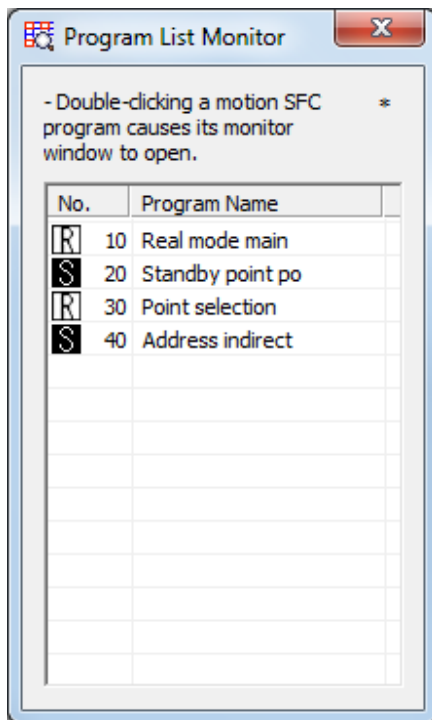 Program List Monitor
- Double-clicking a motion SFC *
program causes its monitor
window to open.
No. Program Name
R 10 Real mode main
S 20 Standby point po
R 30 Point selection
S 40 Address indirect